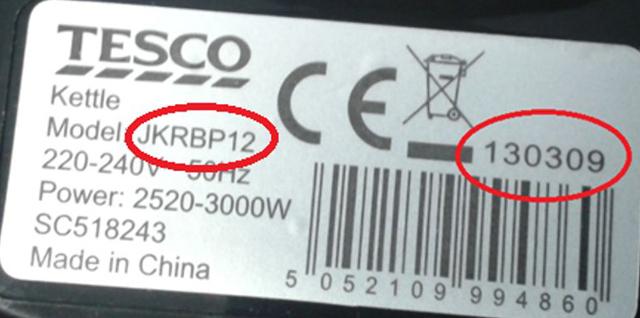 TESCO
CE
Kettle
Model: JKRBP12
130309
220-240V~ 50Hz
Power: 2520-3000W
SC518243
Made in China
5 052109 994860